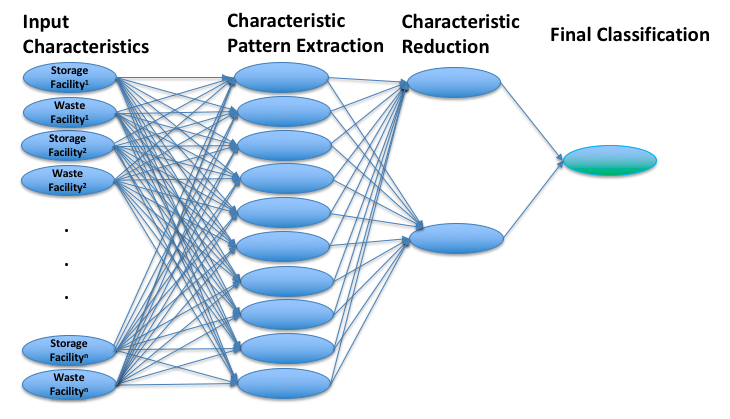 Input
Characteristics
Characteristic
Pattern Extraction
Characteristic
Reduction
Final Classification
Storage
Facility¹
Waste
Facility¹
Storage
Facility²
Waste
Facility²
.
.
.
Storage
Facilityⁿ
Waste
Facilityⁿ